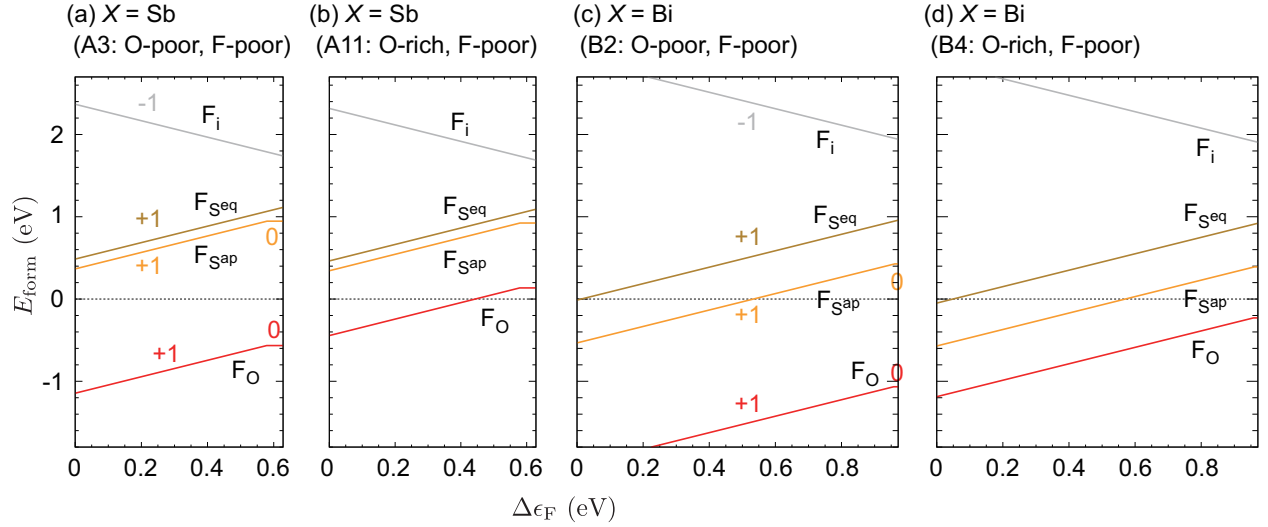 (a) X = Sb
(A3: O-poor, F-poor)
(b) X = Sb
(A11: O-rich, F-poor)
(c) X = Bi
(B2: O-poor, F-poor)
(d) X = Bi
(B4: O-rich, F-poor)
E_form (eV)
2
1
0
-1
-1
F_i
F_S^eq
+1
F_S^ap
+1
0
+1
0
F_O
0
0.2
0.4
0.6
F_i
F_S^eq
F_S^ap
F_O
0
0.2
0.4
0.6
-1
F_i
F_S^eq
+1
0
F_S^ap
+1
F_O
0
+1
0
0.2
0.4
0.6
0.8
F_i
F_S^eq
F_S^ap
F_O
0
0.2
0.4
0.6
0.8
Δϵ_F (eV)